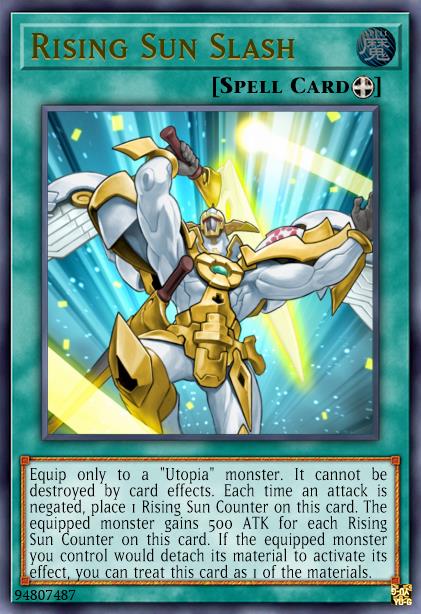 Rising Sun Slash
魔
[Spell Card]
Equip only to a "Utopia" monster. It cannot be
destroyed by card effects. Each time an attack is
negated, place 1 Rising Sun Counter on this card. The
equipped monster gains 500 ATK for each Rising
Sun Counter on this card. If the equipped monster
you control would detach its material to activate its
effect, you can treat this card as 1 of the materials.
94807487